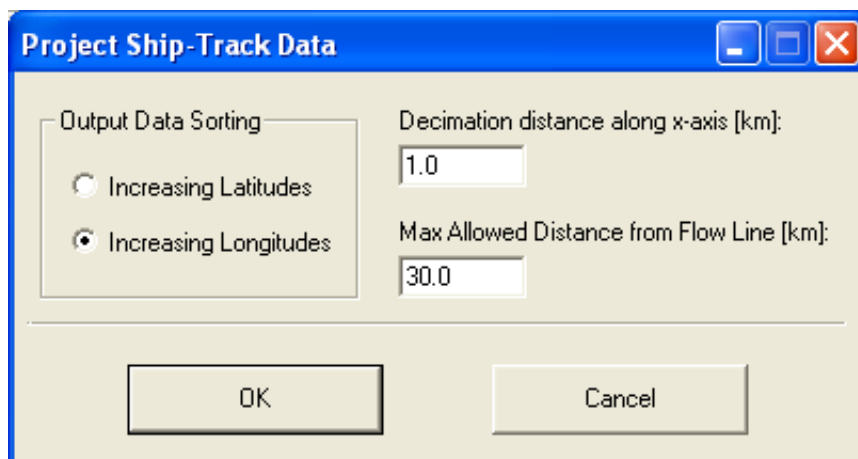 Project Ship-Track Data
Output Data Sorting
Increasing Latitudes
Increasing Longitudes
Decimation distance along x-axis [km]:
1.0
Max Allowed Distance from Flow Line [km]:
30.0
OK
Cancel